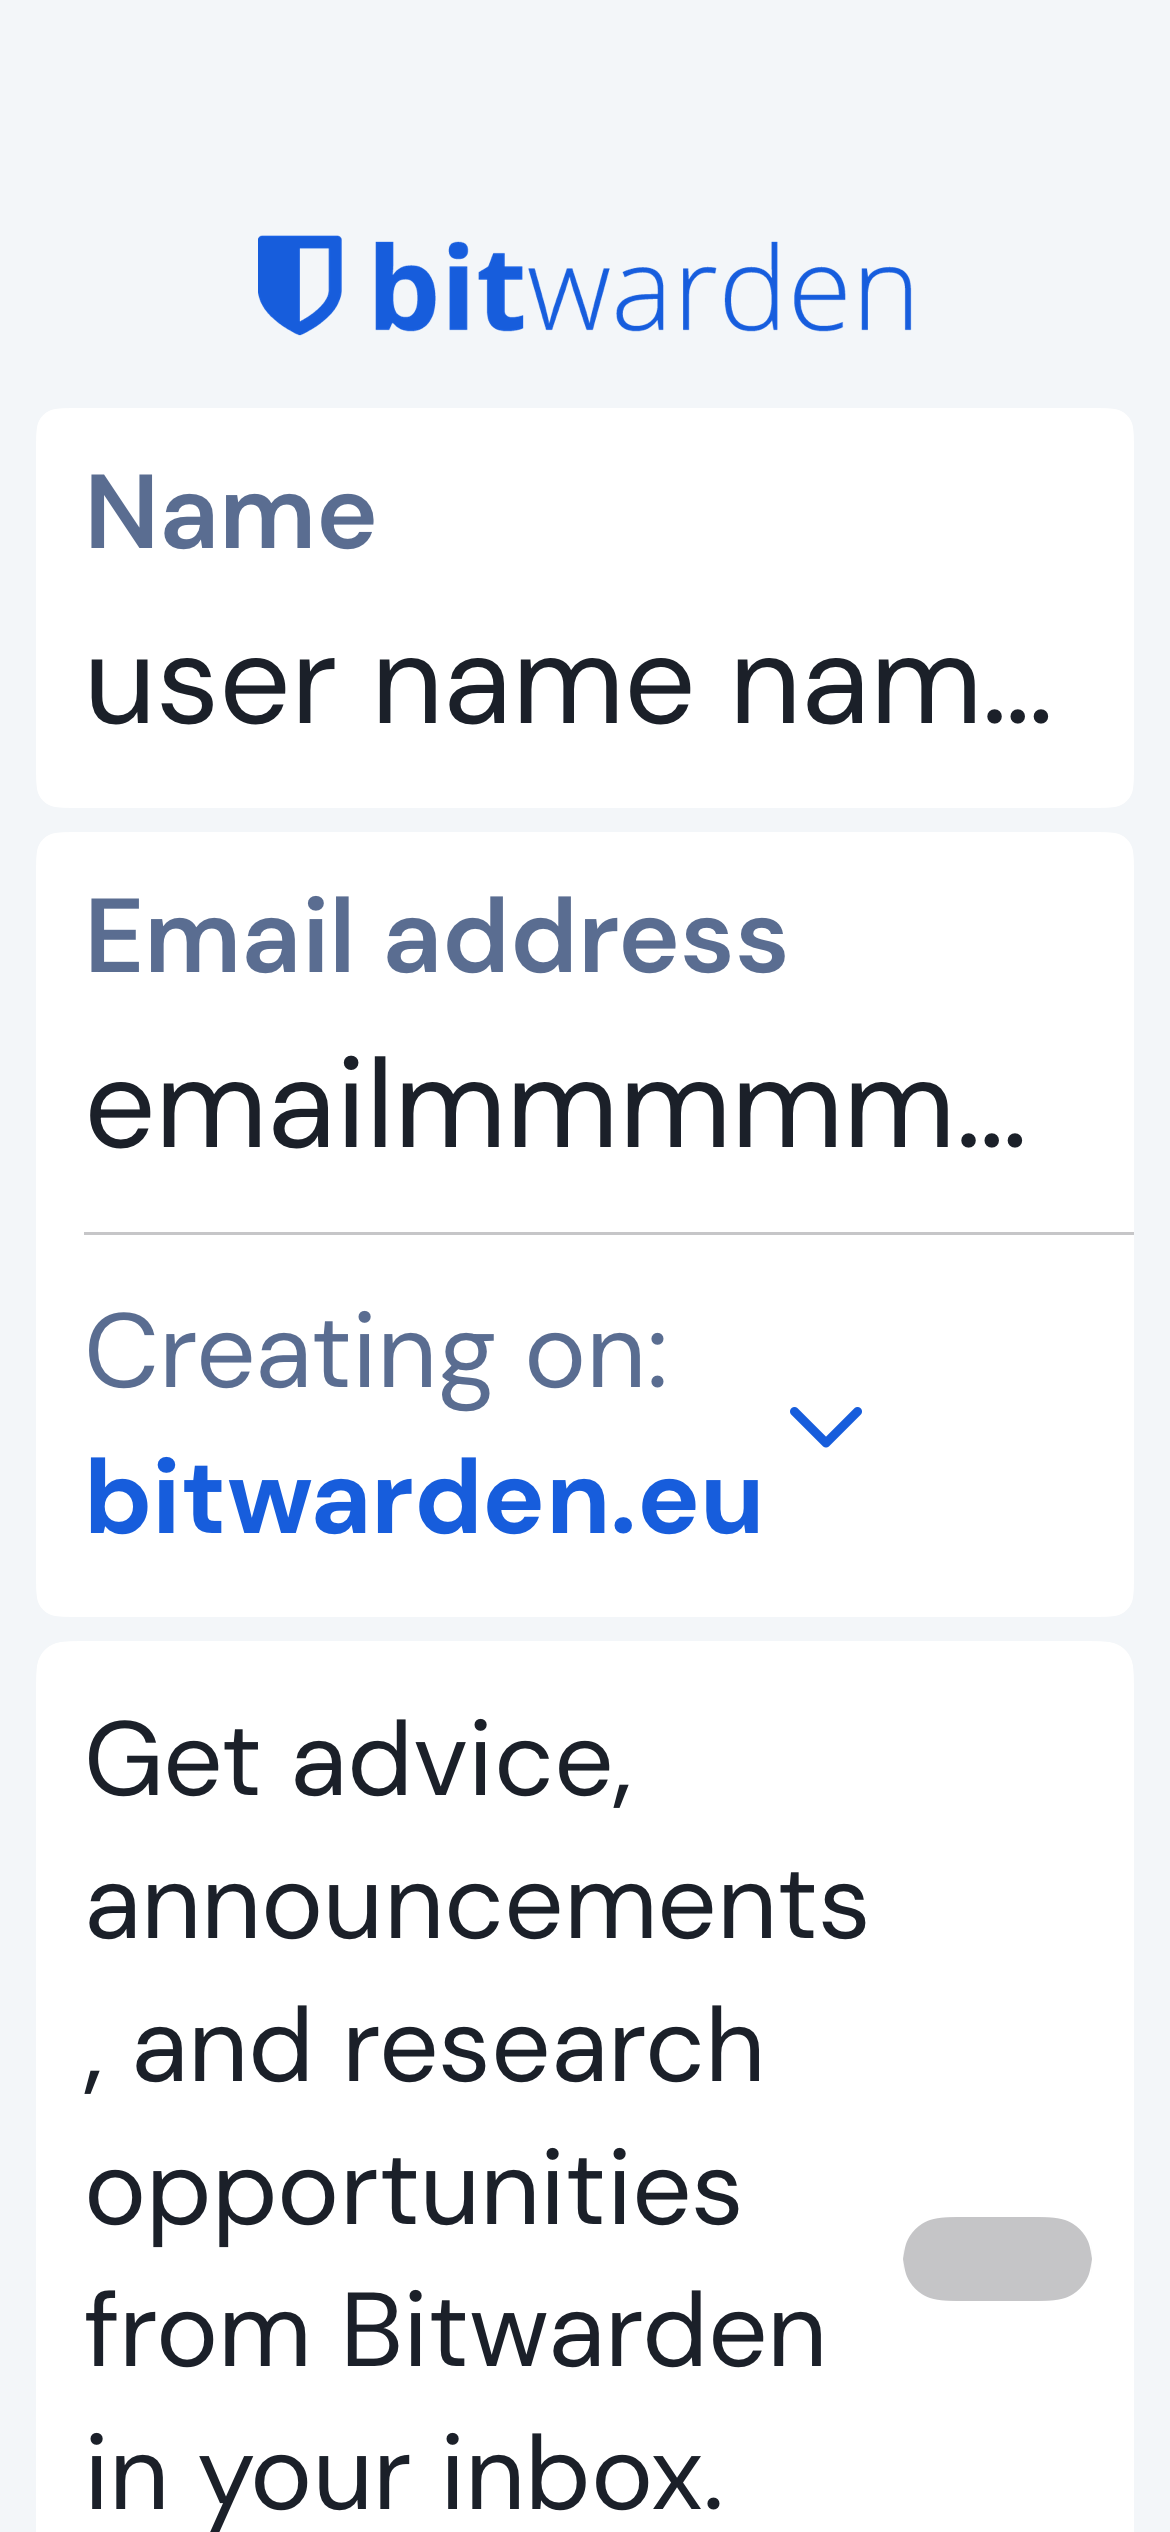 bitwarden
Name
user name nam...
Email address
emailmmmmm...
Creating on:
bitwarden.eu
Get advice,
announcements
, and research
opportunities
from Bitwarden
in your inbox.